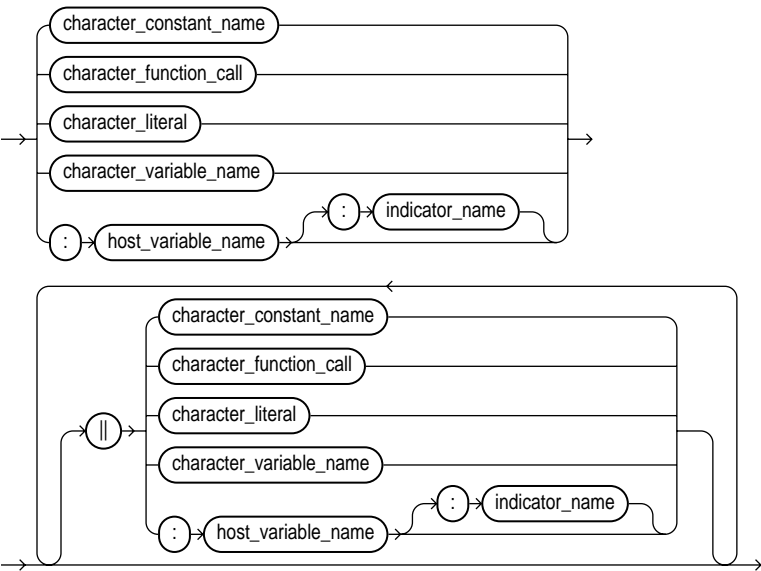 character_constant_name
character_function_call
character_literal
character_variable_name
: indicator_name
: host_variable_name
character_constant_name
character_function_call
character_literal
||
character_variable_name
: indicator_name
: host_variable_name